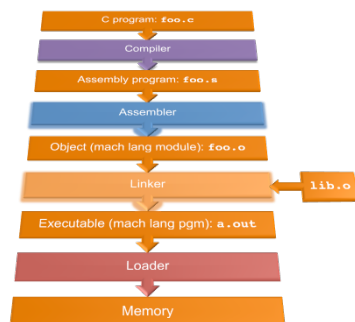 C program: foo.c
Compiler
Assembly program: foo.s
Assembler
Object (mach lang module): foo.o
Linker
lib.o
Executable (mach lang pgm): a.out
Loader
Memory